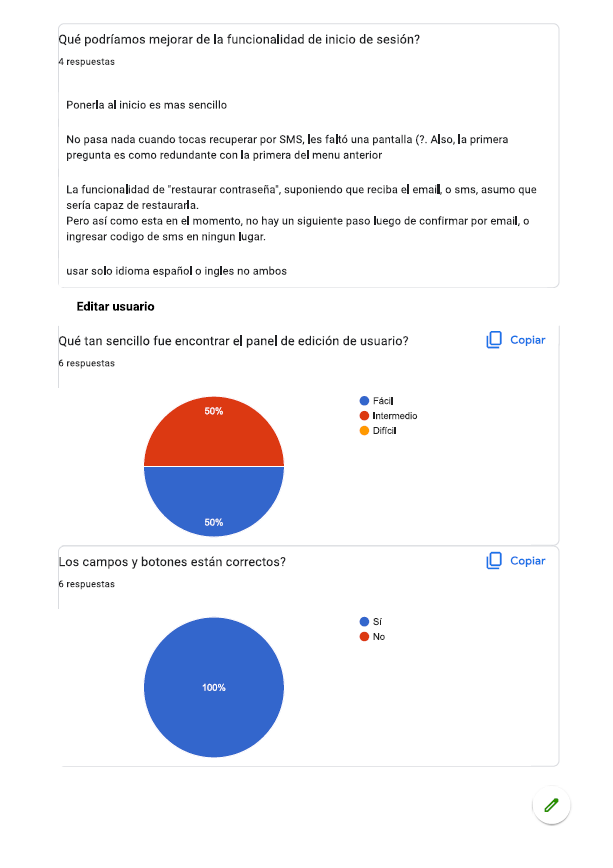 Qué podríamos mejorar de la funcionalidad de inicio de sesión?
4 respuestas
Ponerla al inicio es mas sencillo
No pasa nada cuando tocas recuperar por SMS, les faltó una pantalla (?. Also, la primera
pregunta es como redundante con la primera del menu anterior
La funcionalidad de "restaurar contraseña", suponiendo que reciba el email, o sms, asumo que
sería capaz de restaurarla.
Pero así como esta en el momento, no hay un siguiente paso luego de confirmar por email, o
ingresar codigo de sms en ningun lugar.
usar solo idioma español o ingles no ambos
Editar usuario
Qué tan sencillo fue encontrar el panel de edición de usuario?
Copiar
6 respuestas
50%
50%
Fácil
Intermedio
Difícil
Los campos y botones están correctos?
Copiar
6 respuestas
100%
Sí
No